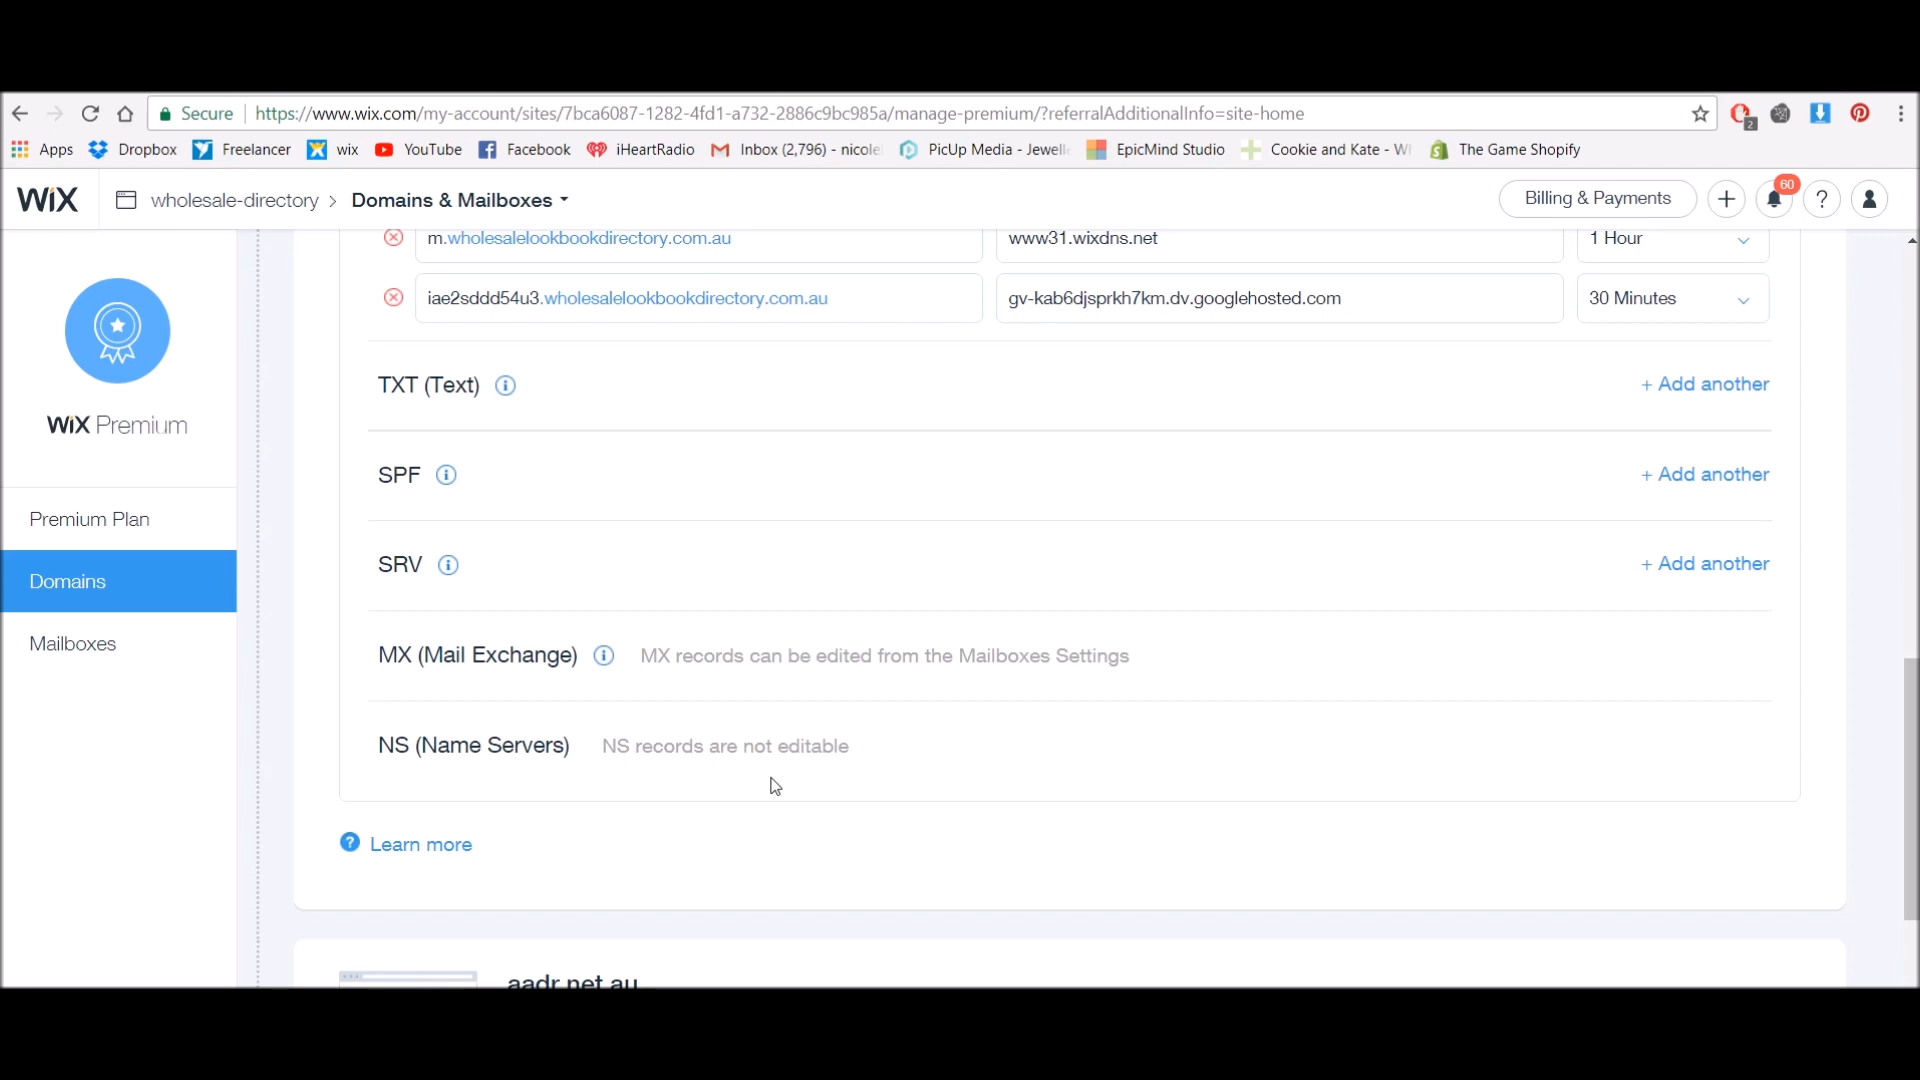 Secure https://www.wix.com/my-account/sites/7bca6087-1282-4fd1-a732-2886c9bc985a/manage-premium/?referralAdditionalInfo=site-home
2
Apps Dropbox Freelancer wix YouTube Facebook iHeartRadio Inbox (2,796) - nicole PicUp Media - Jewell EpicMind Studio Cookie and Kate - W The Game Shopify
WiX wholesale-directory > Domains & Mailboxes Billing & Payments + 60 ?
m.wholesalelookbookdirectory.com.au www31.wixdns.net 1 Hour
iae2sddd54u3.wholesalelookbookdirectory.com.au gv-kab6djsprkh7km.dv.googlehosted.com 30 Minutes
TXT (Text) i + Add another
WiX Premium
SPF i + Add another
Premium Plan
SRV i + Add another
Domains
Mailboxes
MX (Mail Exchange) i MX records can be edited from the Mailboxes Settings
NS (Name Servers) NS records are not editable
? Learn more
aadr.net.au